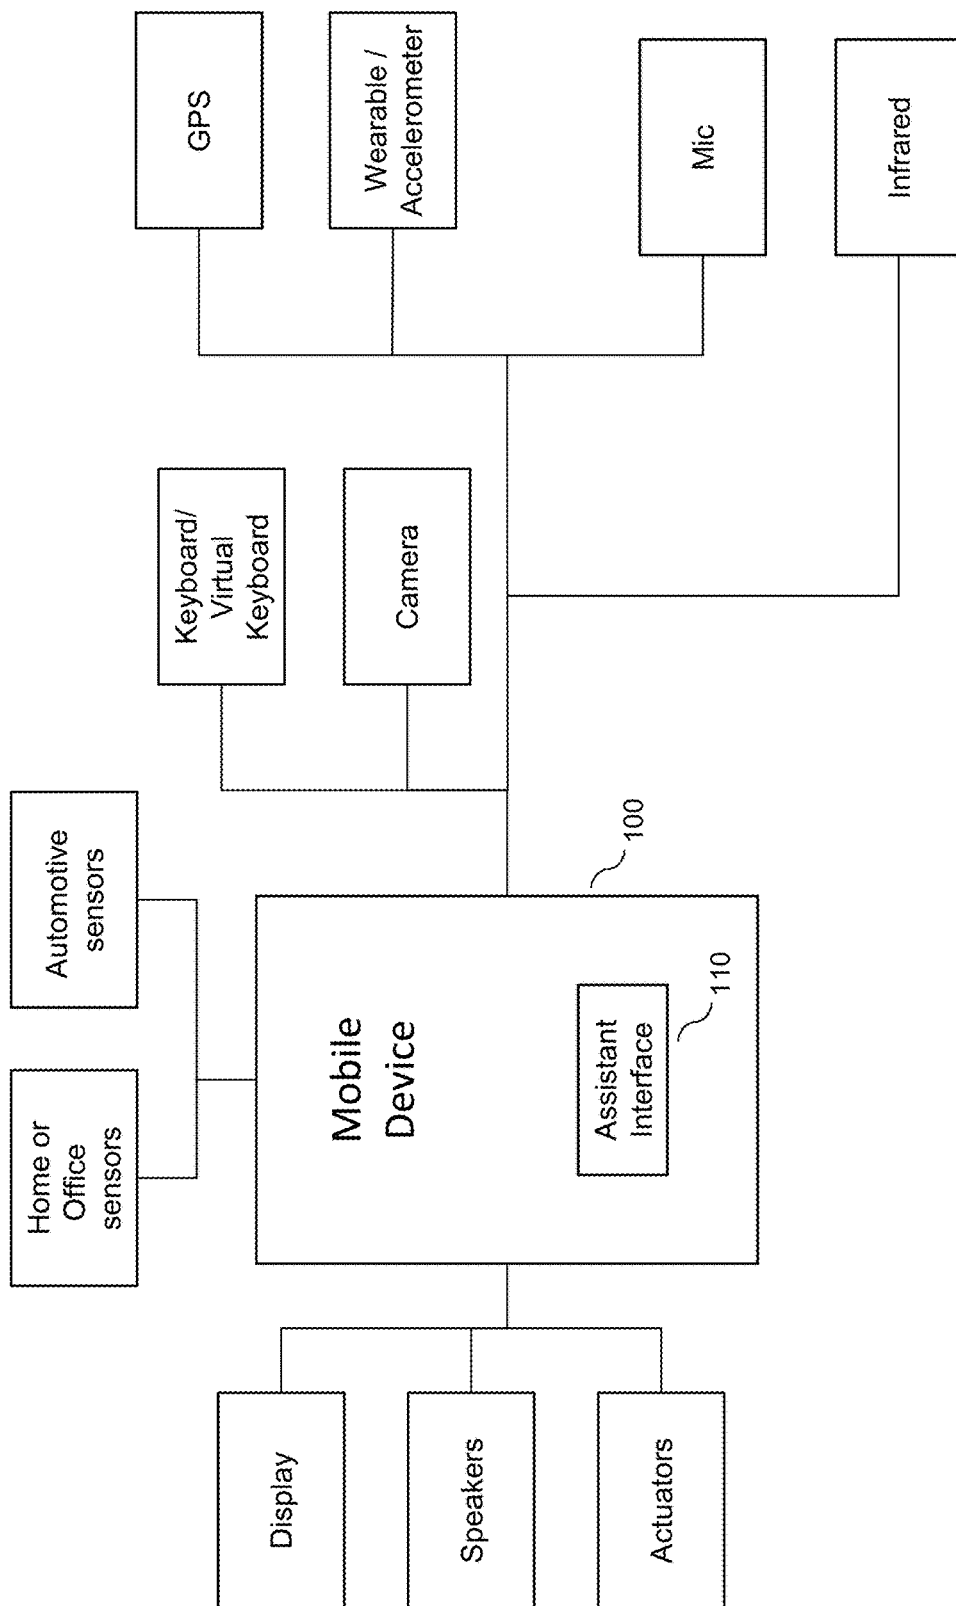 Home or
Office
sensors
Automotive
sensors
Display
Speakers
Actuators
Mobile
Device
Assistant
Interface
110
100
Keyboard/
Virtual
Keyboard
Camera
GPS
Wearable /
Accelerometer
Mic
Infrared